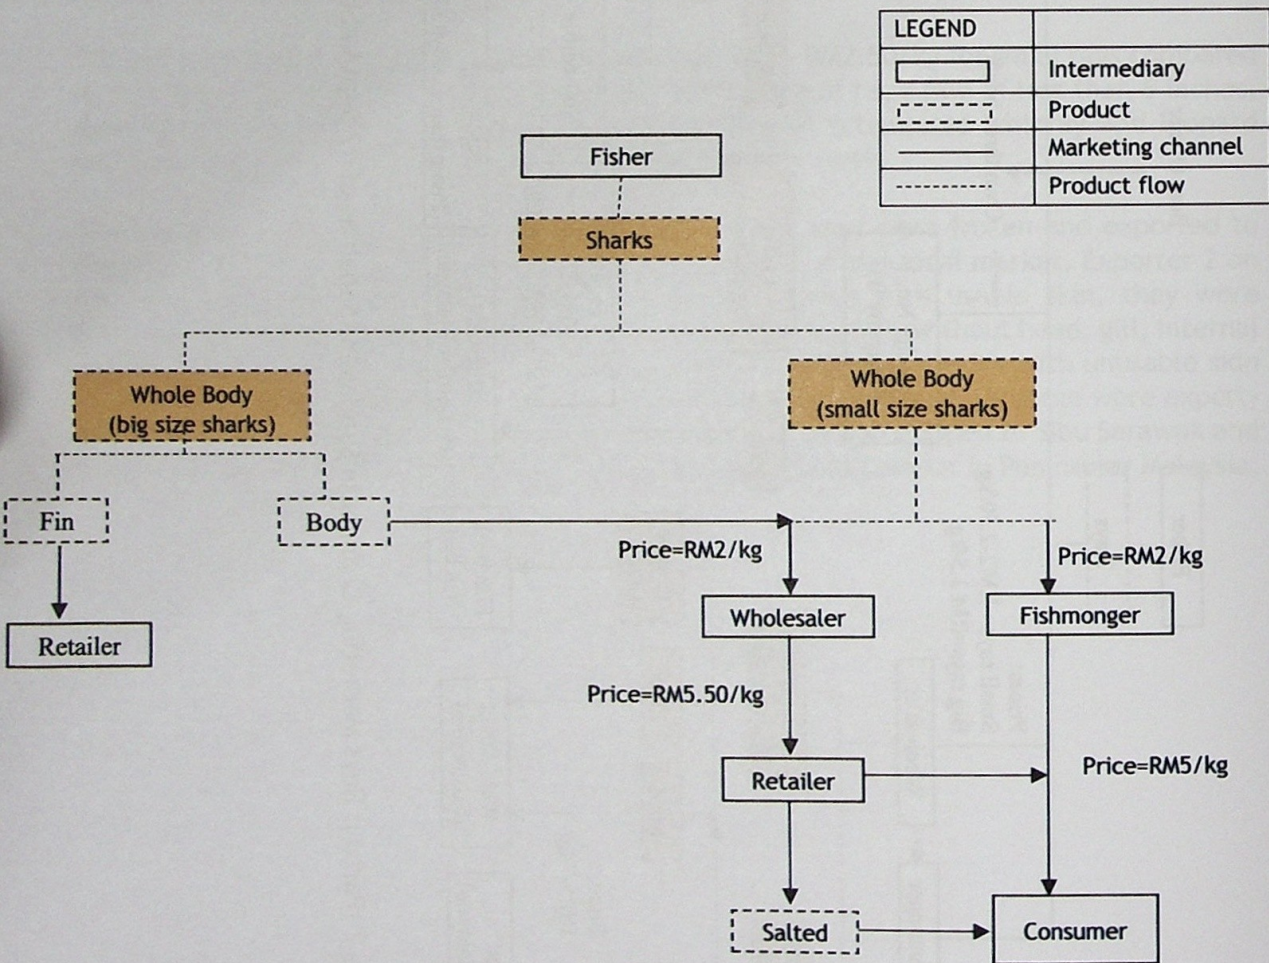 LEGEND
Intermediary
Product
Marketing channel
Product flow
Fisher
Sharks
Whole Body
(big size sharks)
Whole Body
(small size sharks)
Fin
Body
Price=RM2/kg
Price=RM2/kg
Wholesaler
Fishmonger
Retailer
Price=RM5.50/kg
Retailer
Price=RM5/kg
Salted
Consumer